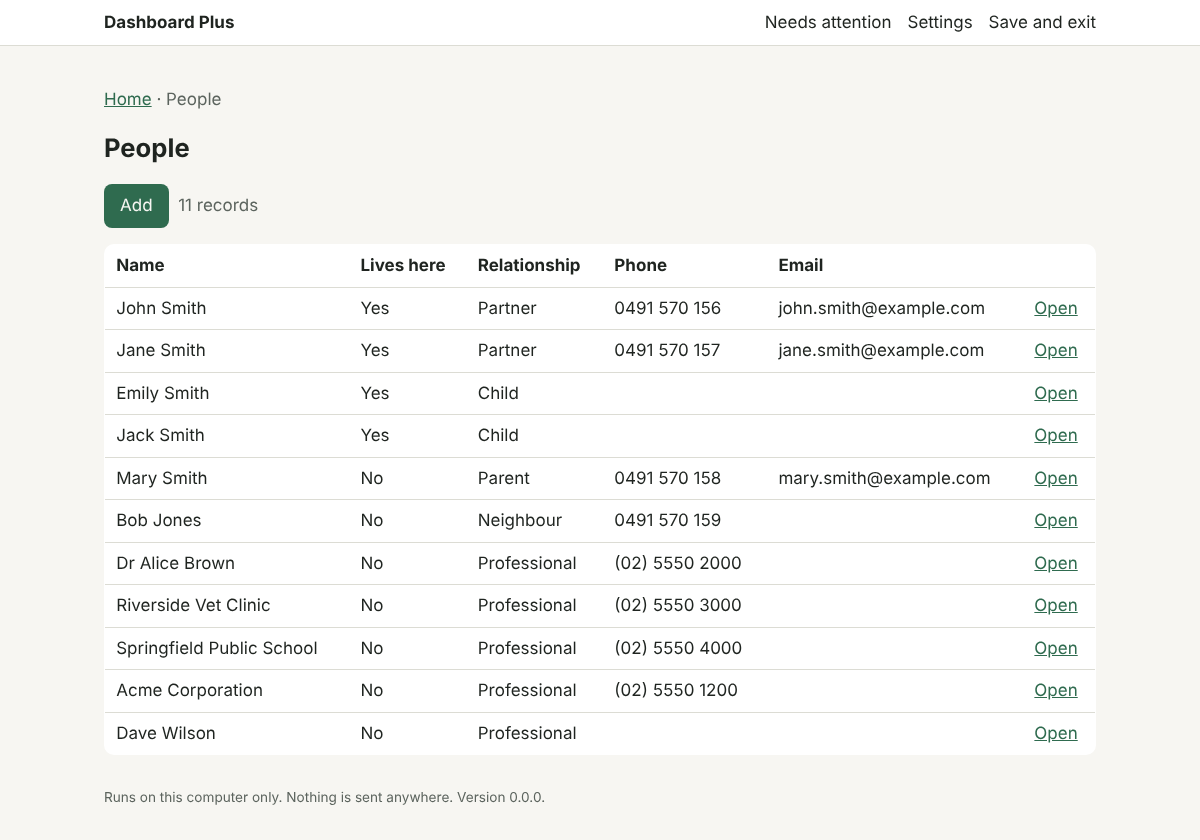 Dashboard Plus Needs attention Settings Save and exit
Home · People
People
Add 11 records
Name Lives here Relationship Phone Email
John Smith Yes Partner 0491 570 156 john.smith@example.com Open
Jane Smith Yes Partner 0491 570 157 jane.smith@example.com Open
Emily Smith Yes Child Open
Jack Smith Yes Child Open
Mary Smith No Parent 0491 570 158 mary.smith@example.com Open
Bob Jones No Neighbour 0491 570 159 Open
Dr Alice Brown No Professional (02) 5550 2000 Open
Riverside Vet Clinic No Professional (02) 5550 3000 Open
Springfield Public School No Professional (02) 5550 4000 Open
Acme Corporation No Professional (02) 5550 1200 Open
Dave Wilson No Professional Open
Runs on this computer only. Nothing is sent anywhere. Version 0.0.0.